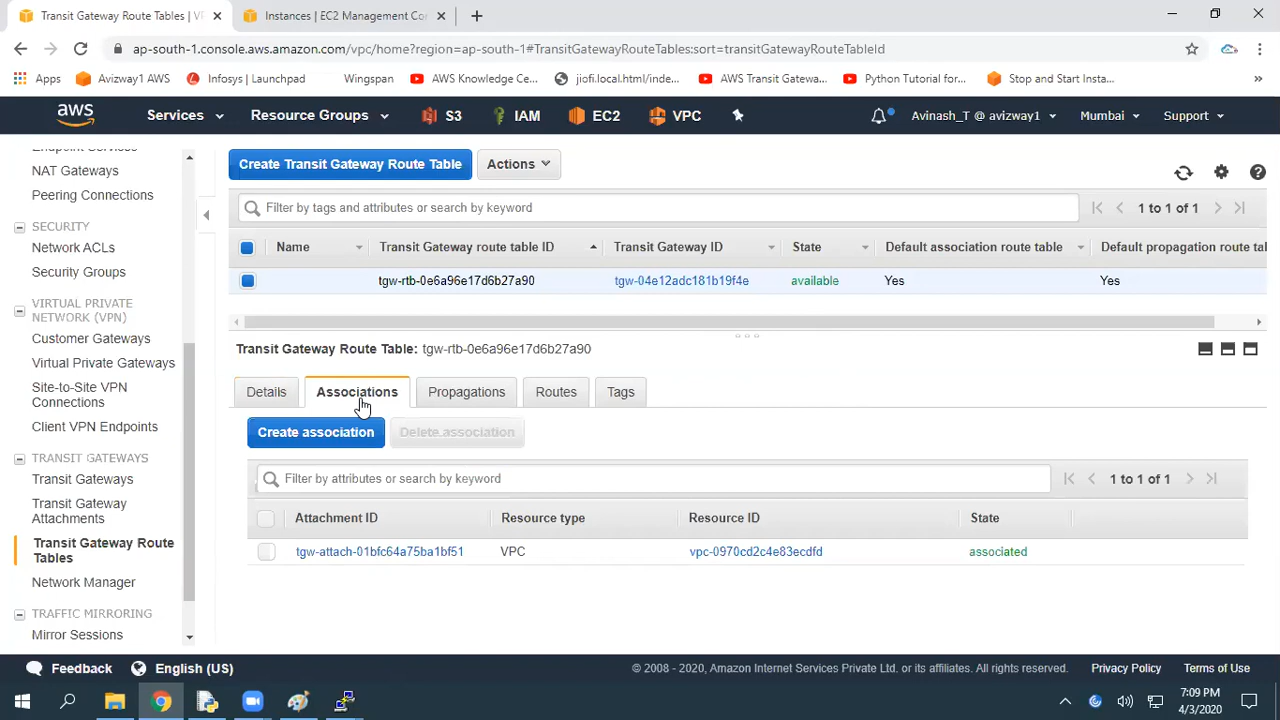 Transit Gateway Route Tables | VP
Instances | EC2 Management Con
ap-south-1.console.aws.amazon.com/vpc/home?region=ap-south-1#TransitGatewayRouteTables:sort=transitGatewayRouteTableId
Apps
Avizway1 AWS
Infosys | Launchpad
Wingspan
AWS Knowledge Ce...
jiofi.local.html/inde...
AWS Transit Gatewa...
Python Tutorial for...
Stop and Start Insta...
»
aws
Services
Resource Groups
S3
IAM
EC2
VPC
Avinash_T @ avizway1
Mumbai
Support
NAT Gateways
Peering Connections
SECURITY
Network ACLs
Security Groups
VIRTUAL PRIVATE
NETWORK (VPN)
Customer Gateways
Virtual Private Gateways
Site-to-Site VPN
Connections
Client VPN Endpoints
TRANSIT GATEWAYS
Transit Gateways
Transit Gateway
Attachments
Transit Gateway Route
Tables
Network Manager
TRAFFIC MIRRORING
Mirror Sessions
Create Transit Gateway Route Table
Actions
Filter by tags and attributes or search by keyword
1 to 1 of 1
Name
Transit Gateway route table ID
Transit Gateway ID
State
Default association route table
Default propagation route tal
tgw-rtb-0e6a96e17d6b27a90
tgw-04e12adc181b19f4e
available
Yes
Yes
Transit Gateway Route Table: tgw-rtb-0e6a96e17d6b27a90
Details
Associations
Propagations
Routes
Tags
Create association
Delete association
Filter by attributes or search by keyword
1 to 1 of 1
Attachment ID
Resource type
Resource ID
State
tgw-attach-01bfc64a75ba1bf51
VPC
vpc-0970cd2c4e83ecdfd
associated
Feedback
English (US)
© 2008 - 2020, Amazon Internet Services Private Ltd. or its affiliates. All rights reserved.
Privacy Policy
Terms of Use
7:09 PM
4/3/2020